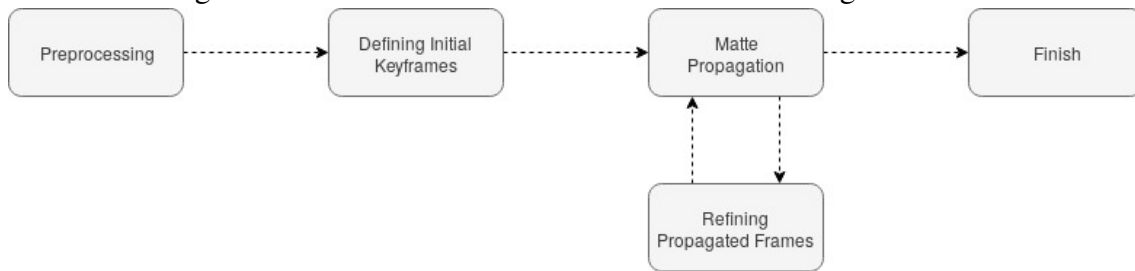 Preprocessing
Defining Initial
Keyframes
Matte
Propagation
Finish
Refining
Propagated Frames